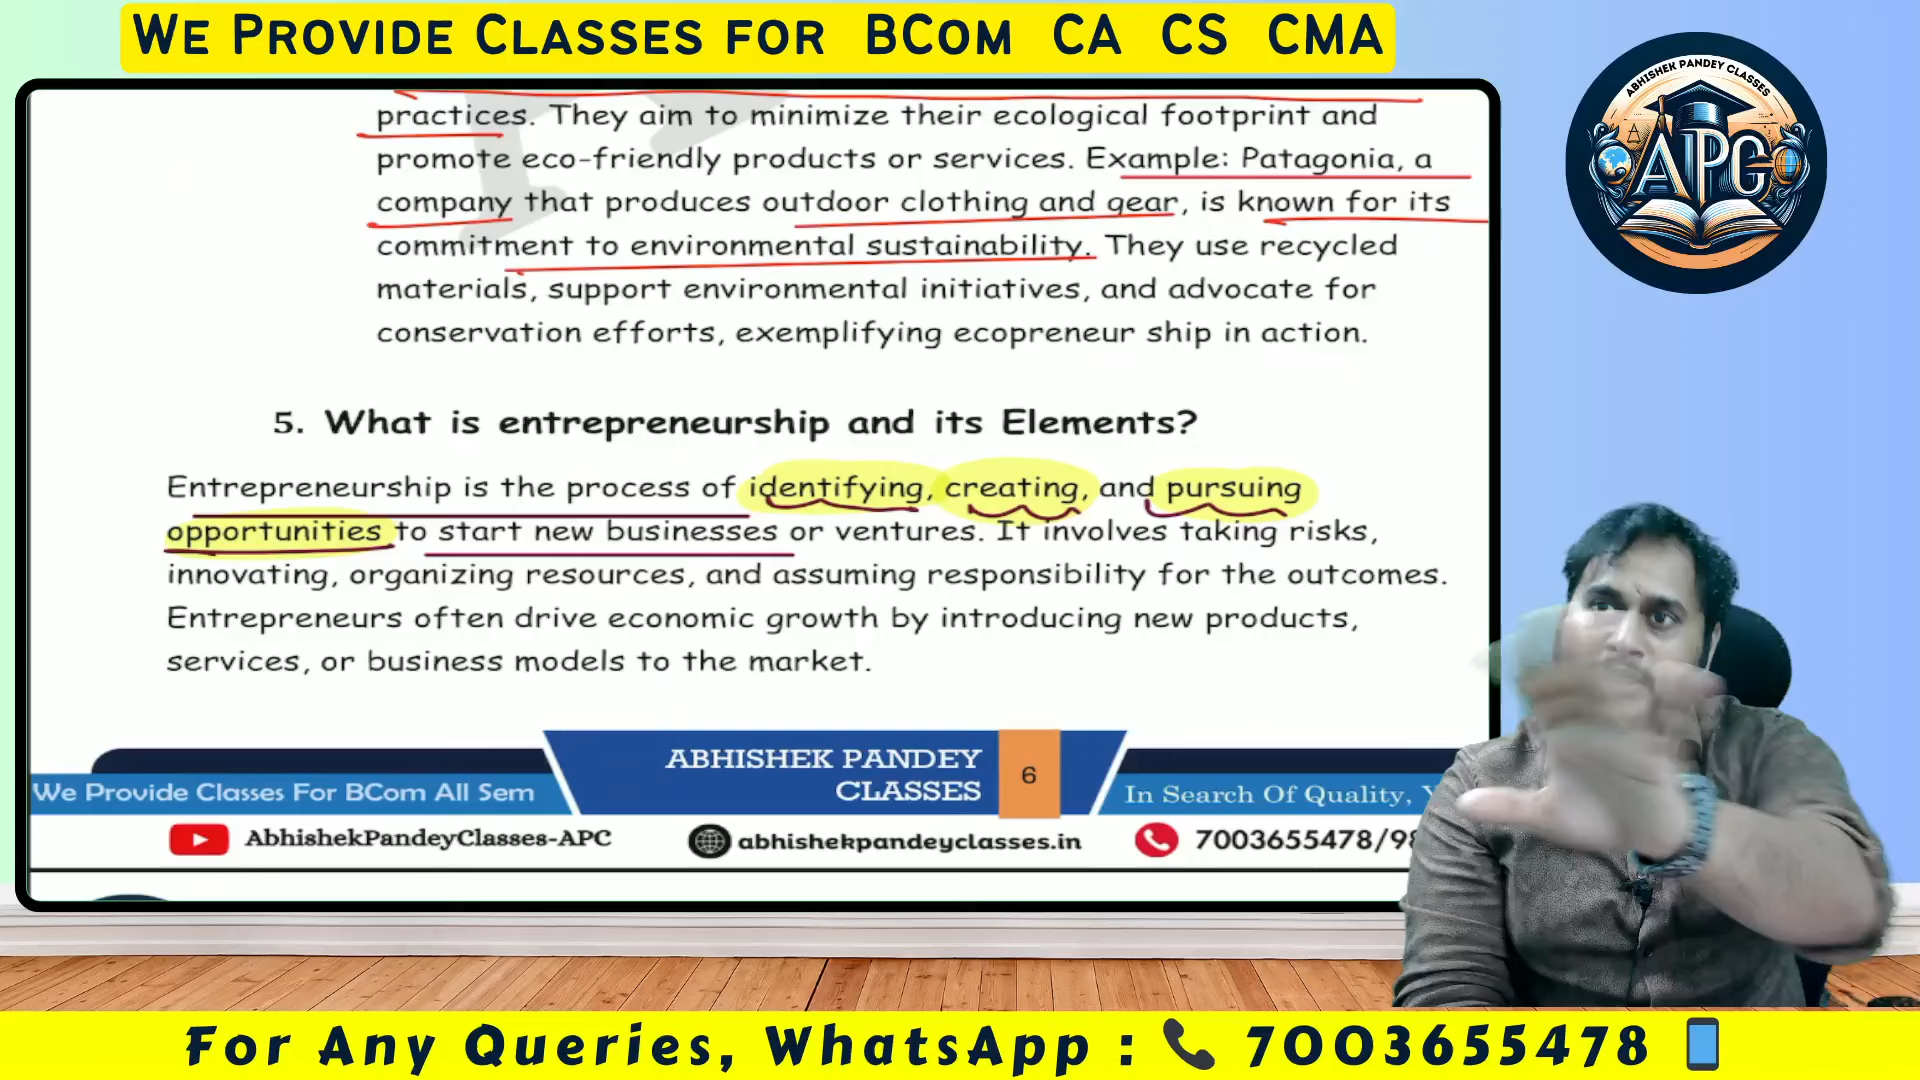 We Provide Classes for BCom CA CS CMA
ABHISHEK PANDEY CLASSES
APC
practices. They aim to minimize their ecological footprint and
promote eco-friendly products or services. Example: Patagonia, a
company that produces outdoor clothing and gear, is known for its
commitment to environmental sustainability. They use recycled
materials, support environmental initiatives, and advocate for
conservation efforts, exemplifying ecopreneur ship in action.
5. What is entrepreneurship and its Elements?
Entrepreneurship is the process of identifying, creating, and pursuing
opportunities to start new businesses or ventures. It involves taking risks,
innovating, organizing resources, and assuming responsibility for the outcomes.
Entrepreneurs often drive economic growth by introducing new products,
services, or business models to the market.
ABHISHEK PANDEY
CLASSES
6
We Provide Classes For BCom All Sem
In Search Of Quality,
AbhishekPandeyClasses-APC
abhishekpandeyclasses.in
7003655478/98
For Any Queries, WhatsApp : 7003655478